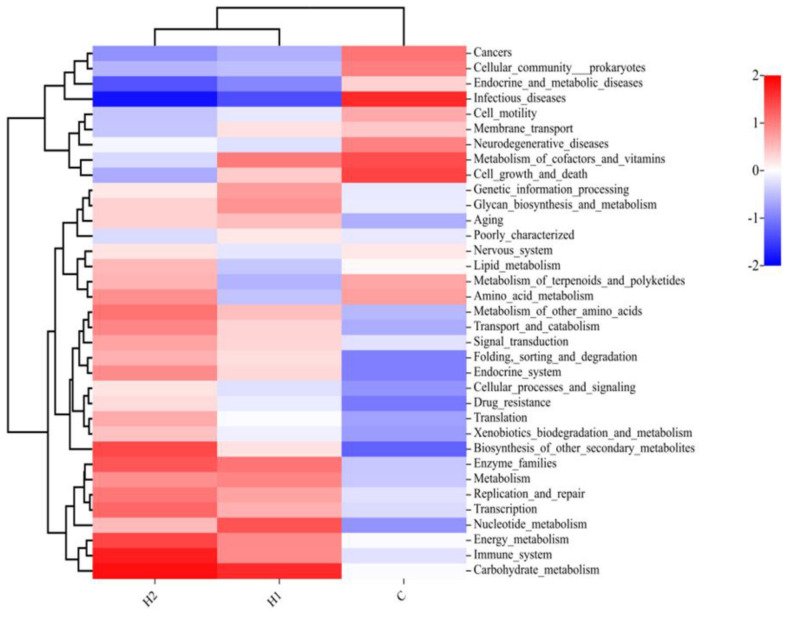 Cancers
Cellular_community___prokaryotes
Endocrine_and_metabolic_diseases
Infectious_diseases
Cell_motility
Membrane_transport
Neurodegenerative_diseases
Metabolism_of_cofactors_and_vitamins
Cell_growth_and_death
Genetic_information_processing
Glycan_biosynthesis_and_metabolism
Aging
Poorly_characterized
Nervous_system
Lipid_metabolism
Metabolism_of_terpenoids_and_polyketides
Amino_acid_metabolism
Metabolism_of_other_amino_acids
Transport_and_catabolism
Signal_transduction
Folding,_sorting_and_degradation
Endocrine_system
Cellular_processes_and_signaling
Drug_resistance
Translation
Xenobiotics_biodegradation_and_metabolism
Biosynthesis_of_other_secondary_metabolites
Enzyme_families
Metabolism
Replication_and_repair
Transcription
Nucleotide_metabolism
Energy_metabolism
Immune_system
Carbohydrate_metabolism
H2 H1 C
2
1
0
-1
-2